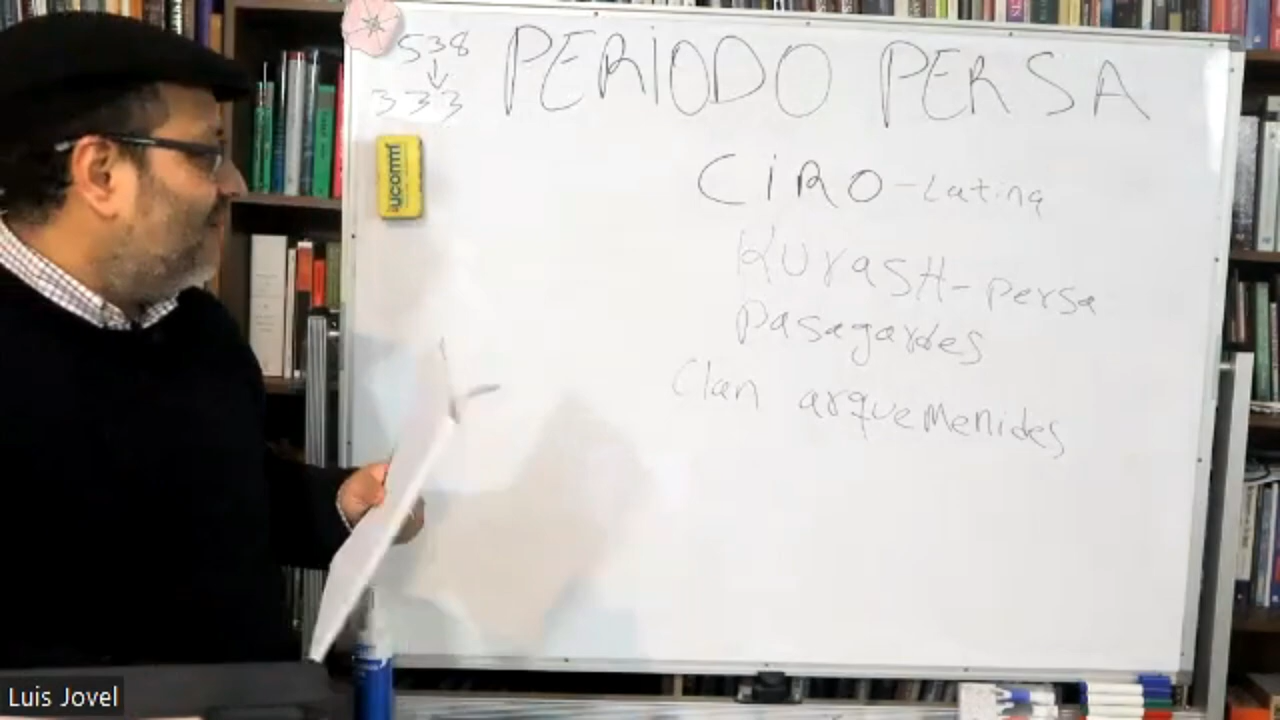 538
↓
333
PERIODO PERSA
CiRO - Latina
KURASH - persa
pasagardes
Clan arquemenides
Luis Jovel